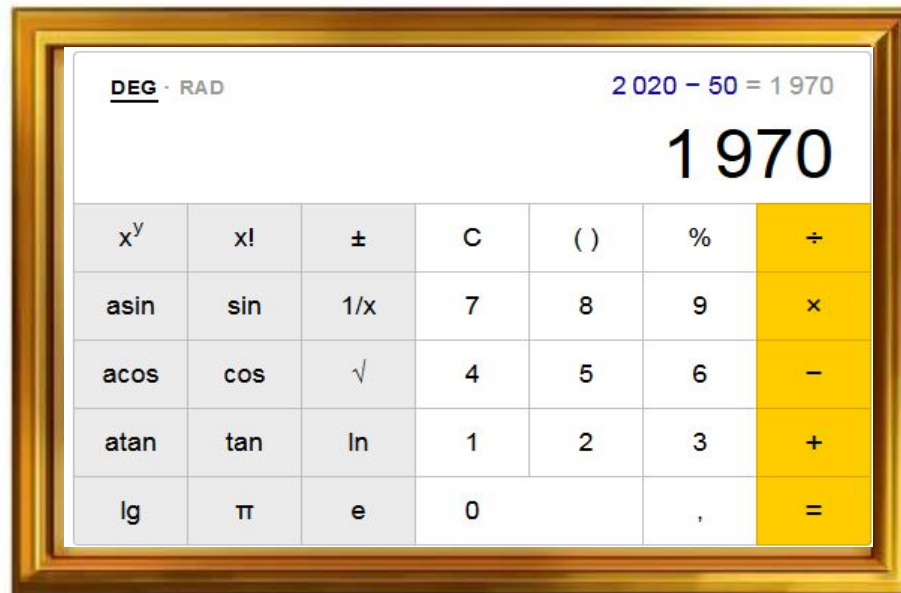 DEG · RAD
2 020 − 50 = 1 970
1 970
xʸ x! ± C ( ) % ÷
asin sin 1/x 7 8 9 ×
acos cos √ 4 5 6 −
atan tan ln 1 2 3 +
lg π e 0 , =